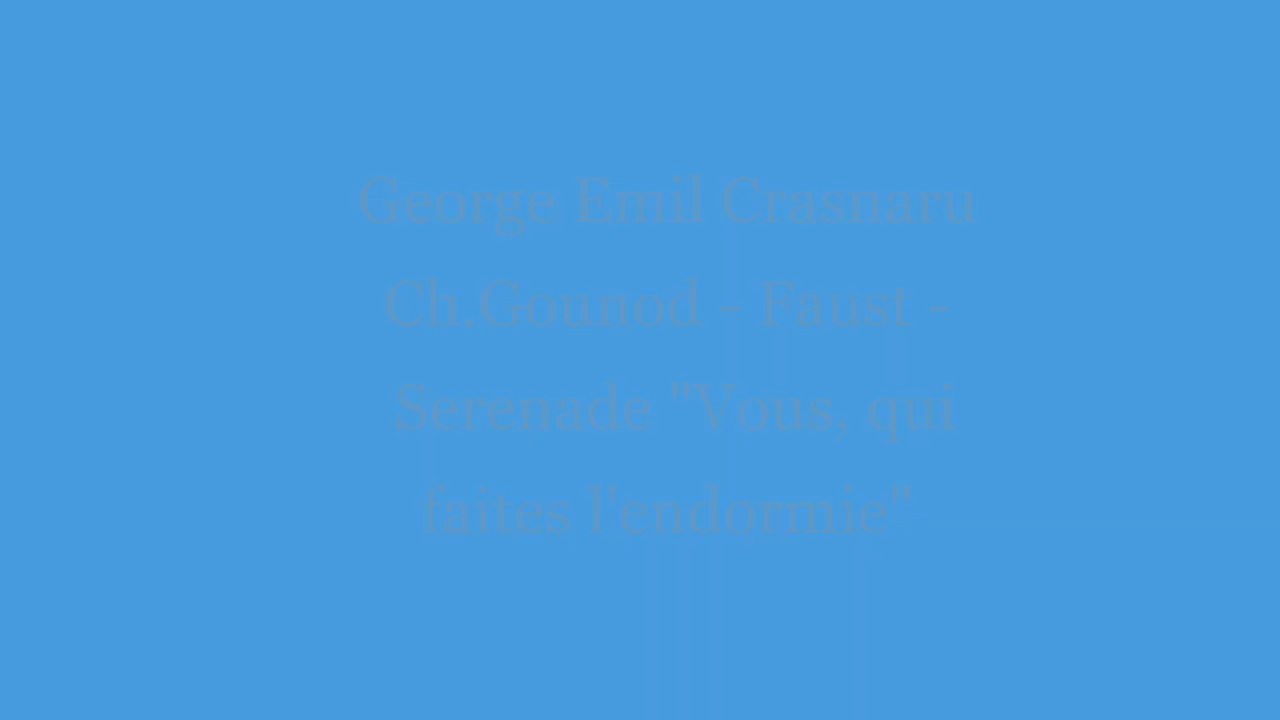 George Emil Crasnaru
Ch.Gounod - Faust -
Serenade "Vous, qui
faites l'endormie"